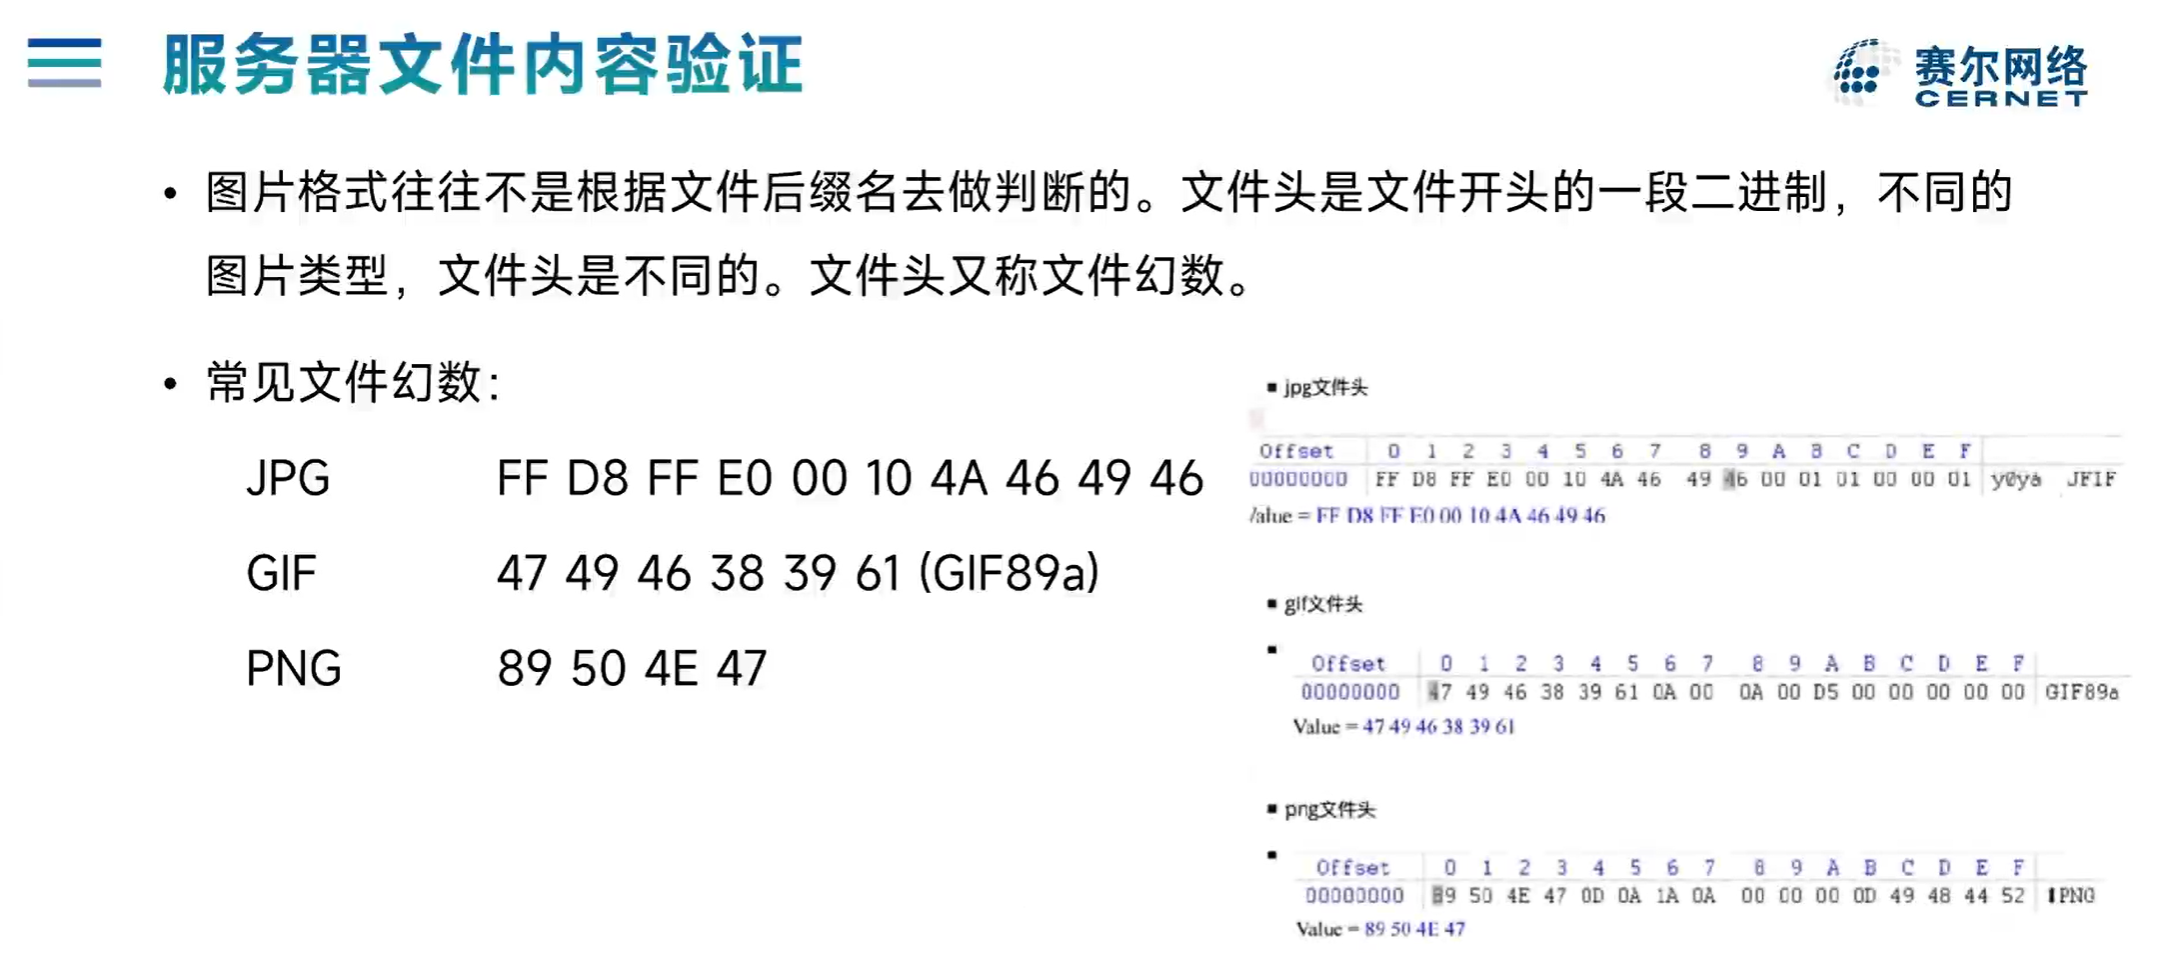 服务器文件内容验证
赛尔网络
CERNET
• 图片格式往往不是根据文件后缀名去做判断的。文件头是文件开头的一段二进制，不同的
图片类型，文件头是不同的。文件头又称文件幻数。
• 常见文件幻数：
JPG FF D8 FF E0 00 10 4A 46 49 46
GIF 47 49 46 38 39 61 (GIF89a)
PNG 89 50 4E 47
▪ jpg文件头
Offset 0 1 2 3 4 5 6 7 8 9 A B C D E F
00000000 FF D8 FF E0 00 10 4A 46 49 46 00 01 01 00 00 01 yØyà JFIF
/alue = FF D8 FF E0 00 10 4A 46 49 46
▪ gif文件头
Offset 0 1 2 3 4 5 6 7 8 9 A B C D E F
00000000 47 49 46 38 39 61 0A 00 0A 00 D5 00 00 00 00 00 GIF89a
Value = 47 49 46 38 39 61
▪ png文件头
Offset 0 1 2 3 4 5 6 7 8 9 A B C D E F
00000000 89 50 4E 47 0D 0A 1A 0A 00 00 00 0D 49 48 44 52 PNG
Value = 89 50 4E 47